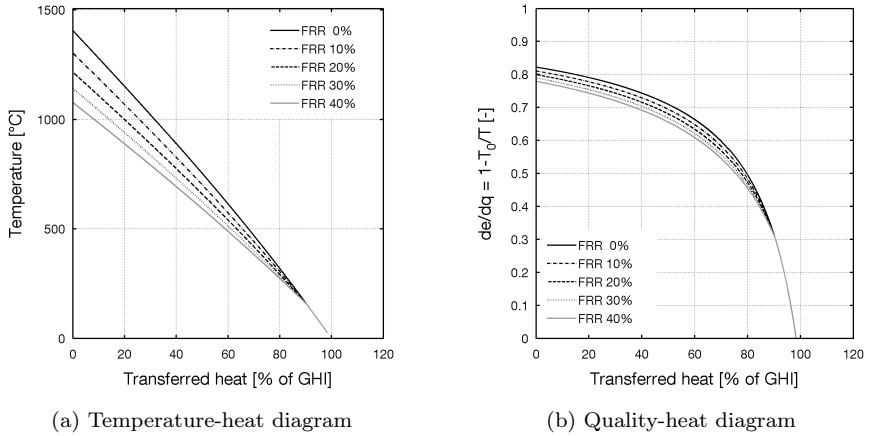 1500
1000
500
0
Temperature [°C]
FRR 0%
FRR 10%
FRR 20%
FRR 30%
FRR 40%
0 20 40 60 80 100 120
Transferred heat [% of GHI]
(a) Temperature-heat diagram
1
0.9
0.8
0.7
0.6
0.5
0.4
0.3
0.2
0.1
0
de/dq = 1-T0/T [-]
FRR 0%
FRR 10%
FRR 20%
FRR 30%
FRR 40%
0 20 40 60 80 100 120
Transferred heat [% of GHI]
(b) Quality-heat diagram